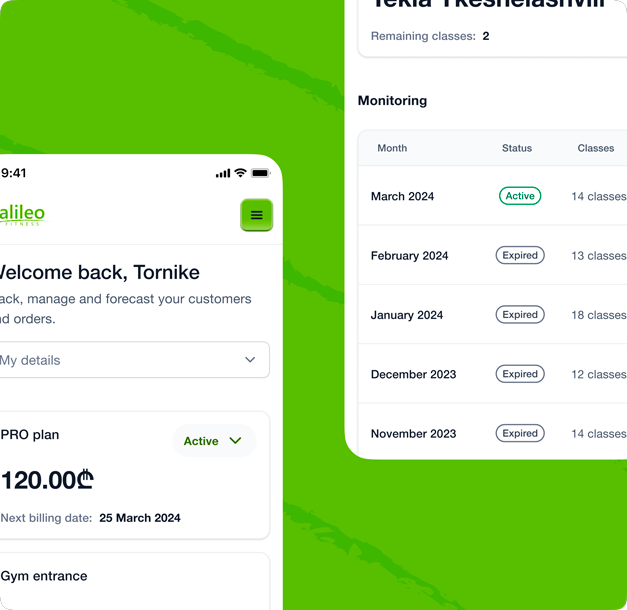 Tekla Tkeshelashvili
Remaining classes: 2
Monitoring
Month Status Classes
March 2024 Active 14 classes
February 2024 Expired 13 classes
January 2024 Expired 18 classes
December 2023 Expired 12 classes
November 2023 Expired 14 classes
9:41
alileo
FITNESS
Welcome back, Tornike
ack, manage and forecast your customers
nd orders.
My details
PRO plan
Active
120.00₾
Next billing date: 25 March 2024
Gym entrance